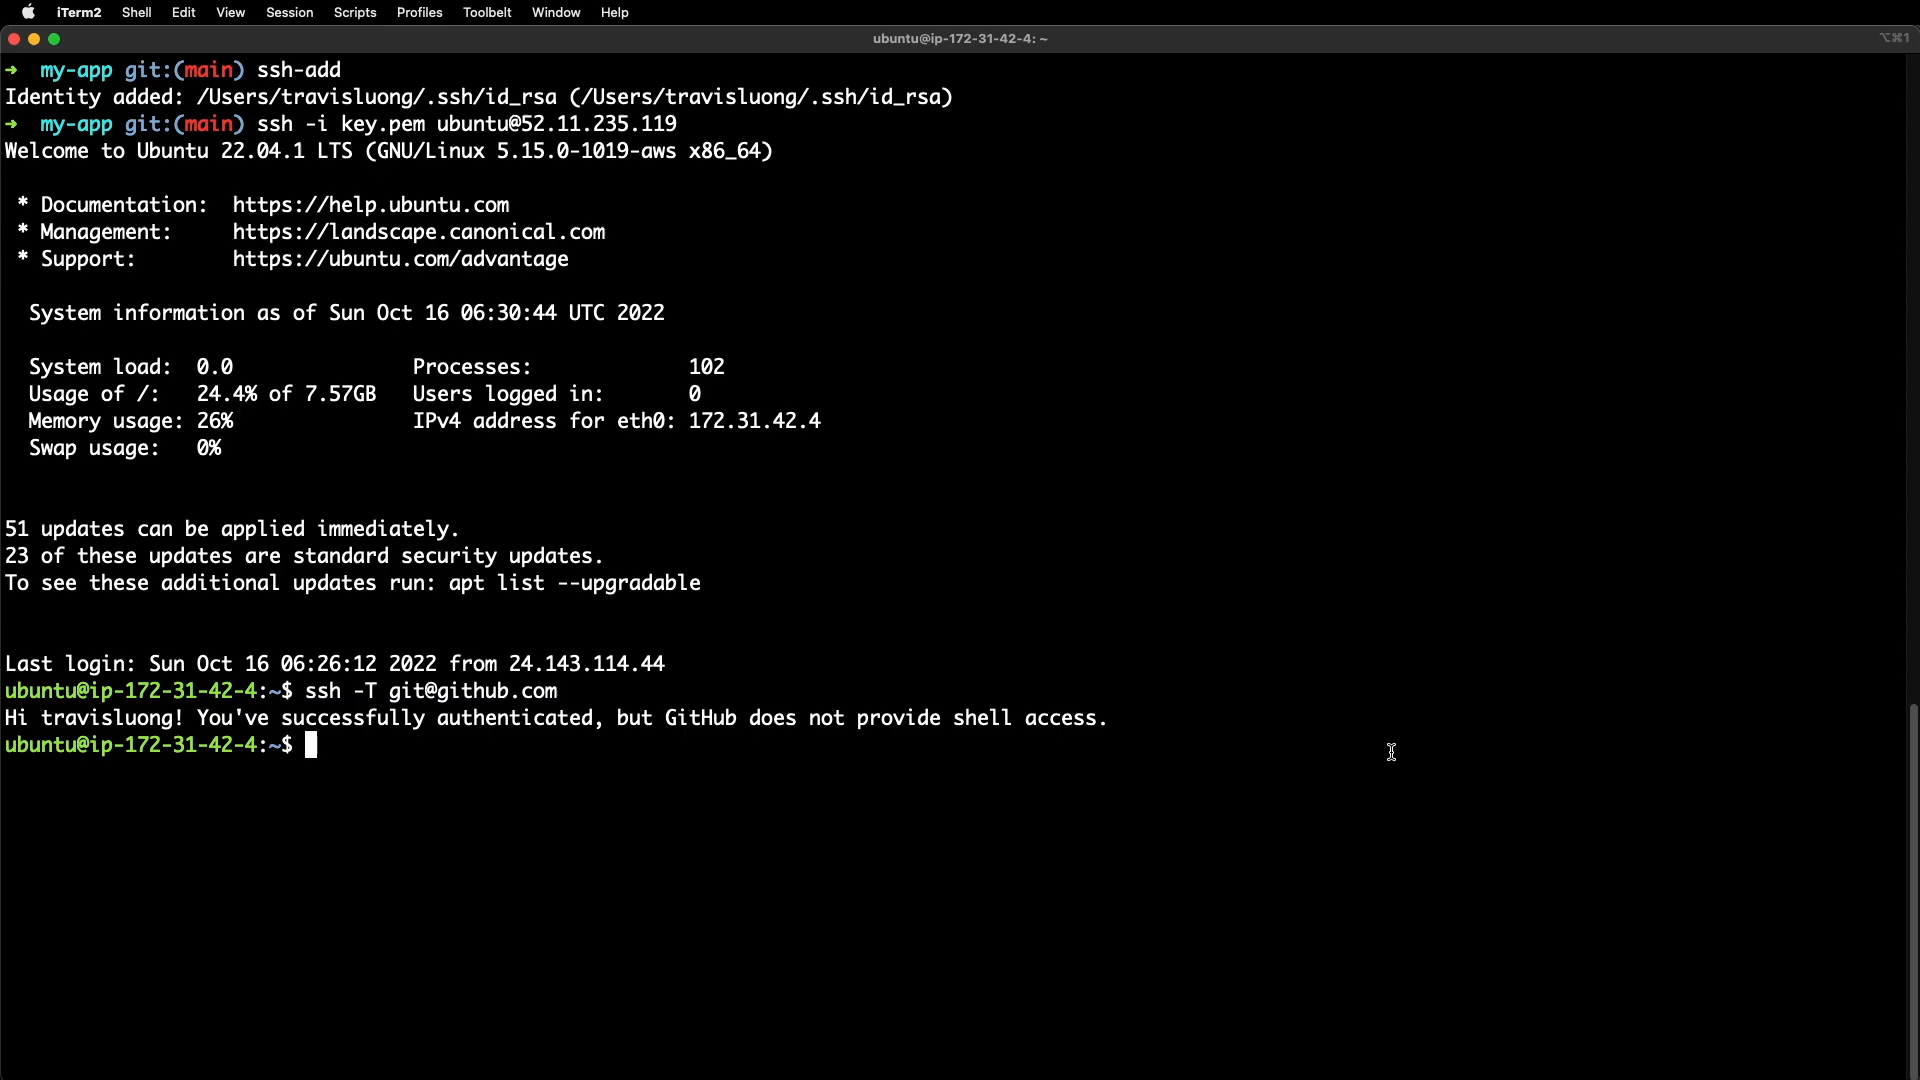 iTerm2 Shell Edit View Session Scripts Profiles Toolbelt Window Help
ubuntu@ip-172-31-42-4: ~ ⌥⌘1
→ my-app git:(main) ssh-add
Identity added: /Users/travisluong/.ssh/id_rsa (/Users/travisluong/.ssh/id_rsa)
→ my-app git:(main) ssh -i key.pem ubuntu@52.11.235.119
Welcome to Ubuntu 22.04.1 LTS (GNU/Linux 5.15.0-1019-aws x86_64)
* Documentation: https://help.ubuntu.com
* Management: https://landscape.canonical.com
* Support: https://ubuntu.com/advantage
System information as of Sun Oct 16 06:30:44 UTC 2022
System load: 0.0 Processes: 102
Usage of /: 24.4% of 7.57GB Users logged in: 0
Memory usage: 26% IPv4 address for eth0: 172.31.42.4
Swap usage: 0%
51 updates can be applied immediately.
23 of these updates are standard security updates.
To see these additional updates run: apt list --upgradable
Last login: Sun Oct 16 06:26:12 2022 from 24.143.114.44
ubuntu@ip-172-31-42-4:~$ ssh -T git@github.com
Hi travisluong! You've successfully authenticated, but GitHub does not provide shell access.
ubuntu@ip-172-31-42-4:~$